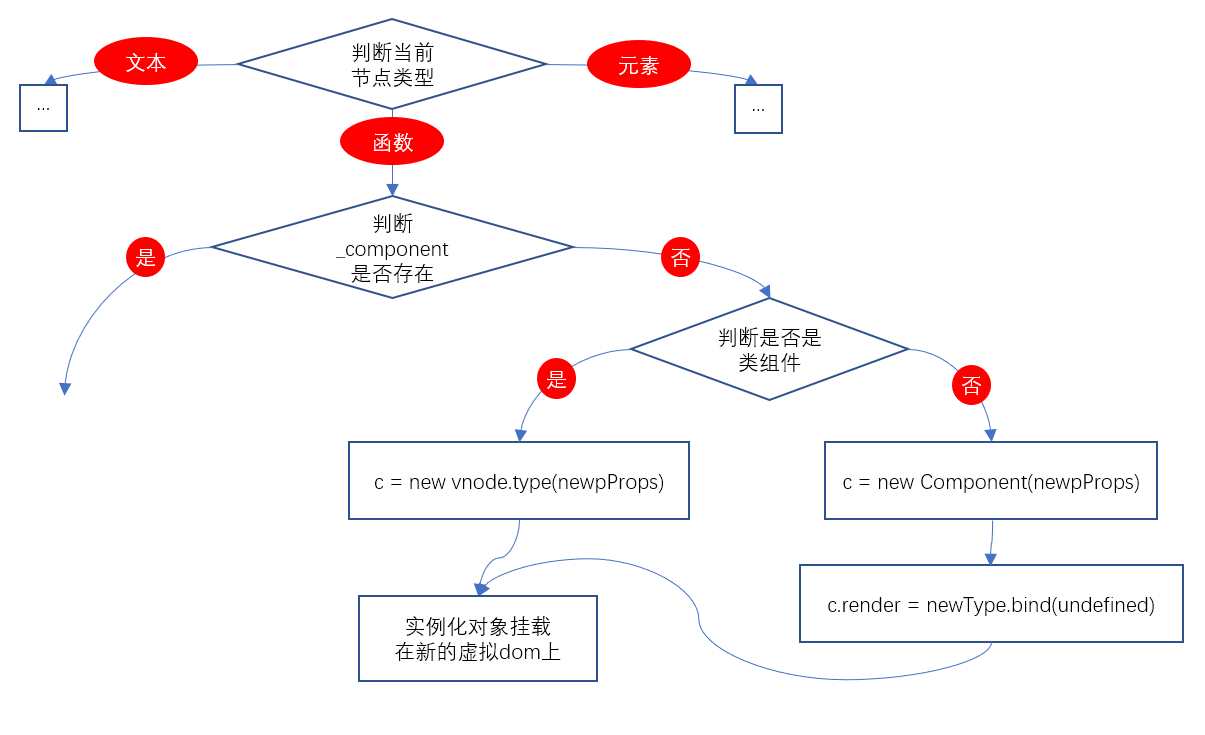 判断当前
节点类型
文本
元素
...
...
函数
判断
_component
是否存在
是
否
判断是否是
类组件
是
否
c = new vnode.type(newpProps)
c = new Component(newpProps)
c.render = newType.bind(undefined)
实例化对象挂载
在新的虚拟dom上